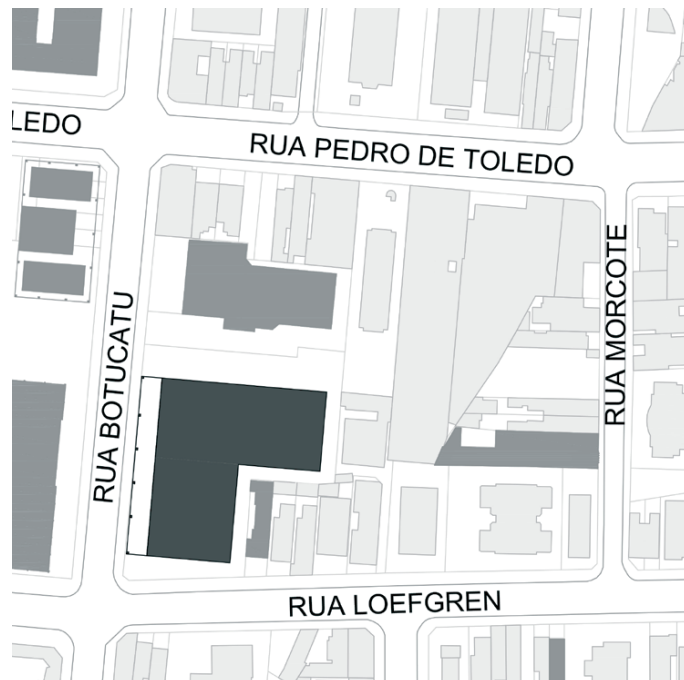 LEDO
RUA PEDRO DE TOLEDO
RUA MORCOTE
RUA BOTUCATU
RUA LOEFGREN